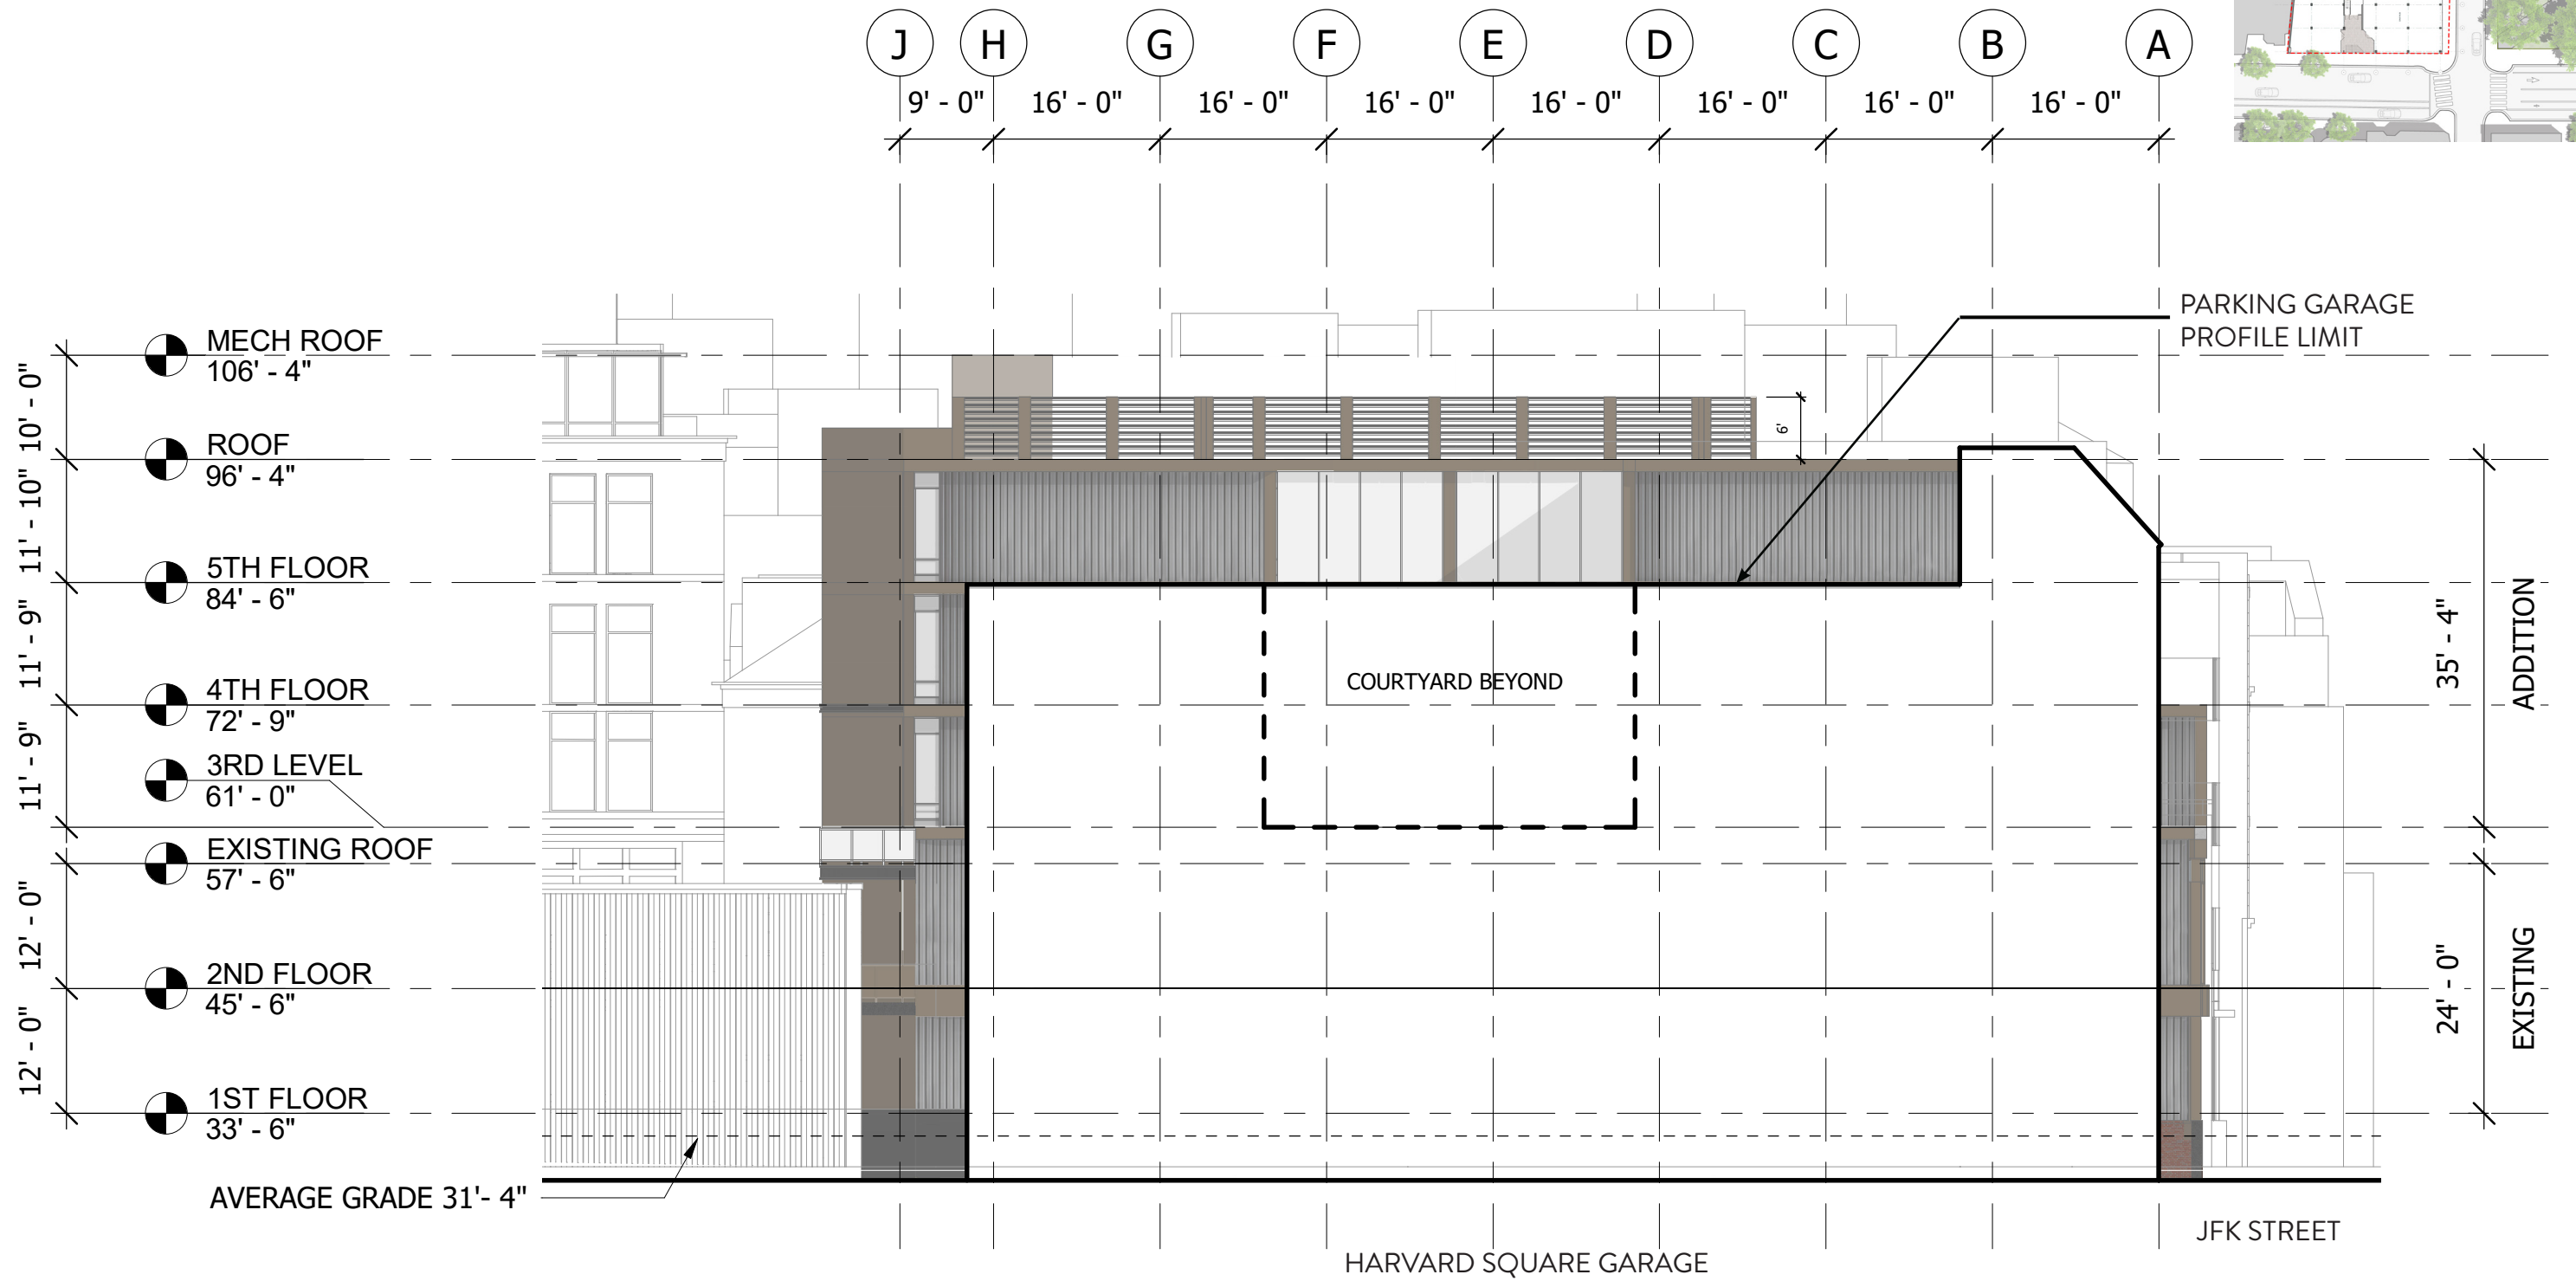 J H G F E D C B A
9' - 0" 16' - 0" 16' - 0" 16' - 0" 16' - 0" 16' - 0" 16' - 0" 16' - 0"
PARKING GARAGE
PROFILE LIMIT
MECH ROOF
106' - 4"
10' - 0"
6'
ROOF
96' - 4"
11' - 10"
5TH FLOOR
84' - 6"
11' - 9"
35' - 4"
ADDITION
COURTYARD BEYOND
4TH FLOOR
72' - 9"
11' - 9"
3RD LEVEL
61' - 0"
EXISTING ROOF
57' - 6"
12' - 0"
24' - 0"
EXISTING
2ND FLOOR
45' - 6"
12' - 0"
1ST FLOOR
33' - 6"
AVERAGE GRADE 31'- 4"
JFK STREET
HARVARD SQUARE GARAGE